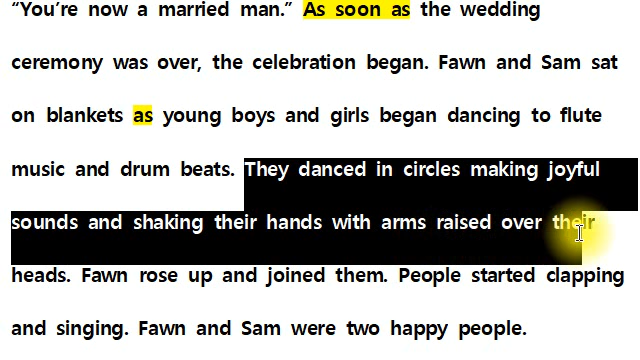 “You’re now a married man.” As soon as the wedding
ceremony was over, the celebration began. Fawn and Sam sat
on blankets as young boys and girls began dancing to flute
music and drum beats. They danced in circles making joyful
sounds and shaking their hands with arms raised over their
heads. Fawn rose up and joined them. People started clapping
and singing. Fawn and Sam were two happy people.